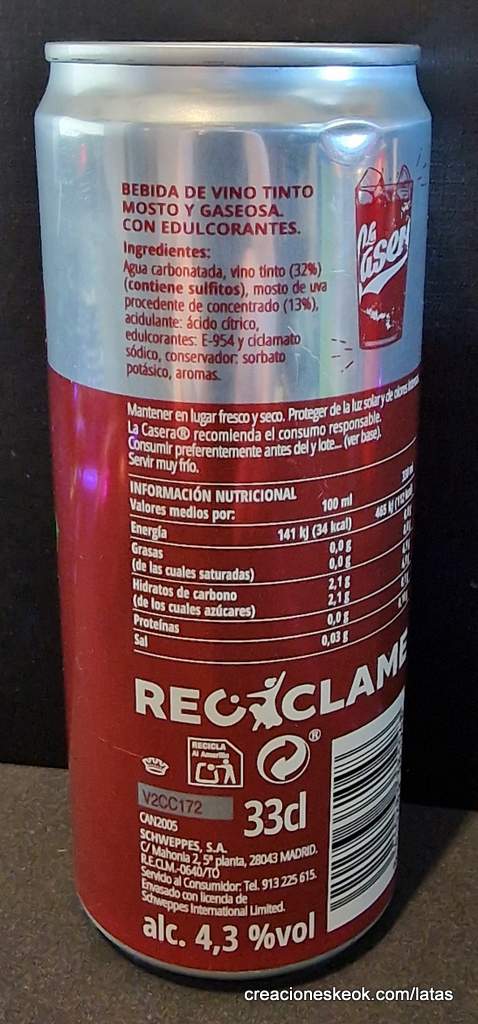 BEBIDA DE VINO TINTO
MOSTO Y GASEOSA.
CON EDULCORANTES.
La Casera
Ingredientes:
Agua carbonatada, vino tinto (32%)
(contiene sulfitos), mosto de uva
procedente de concentrado (13%),
acidulante: ácido cítrico,
edulcorantes: E-954 y ciclamato
sódico, conservador: sorbato
potásico, aromas.
Mantener en lugar fresco y seco. Proteger de la luz solar y de olores
La Casera® recomienda el consumo responsable.
Consumir preferentemente antes del y lote... (ver base).
Servir muy frío.
INFORMACIÓN NUTRICIONAL
Valores medios por: 100 ml
Energía 141 kJ (34 kcal) 465 kJ (112
Grasas 0,0 g
(de las cuales saturadas) 0,0 g
Hidratos de carbono 2,1 g
(de los cuales azúcares) 2,1 g
Proteínas 0,0 g
Sal 0,03 g
RECICLAME
RECICLA
Al Amarillo
®
V2CC172
33cl
CAN2005
SCHWEPPES, S.A.
C/ Mahonia 2, 5ª planta, 28043 MADRID.
R.E.CLM.-0640/TO
Servicio al Consumidor: Tel. 913 225 615.
Envasado con licencia de
Schweppes International Limited.
alc. 4,3 %vol
creacioneskeok.com/latas